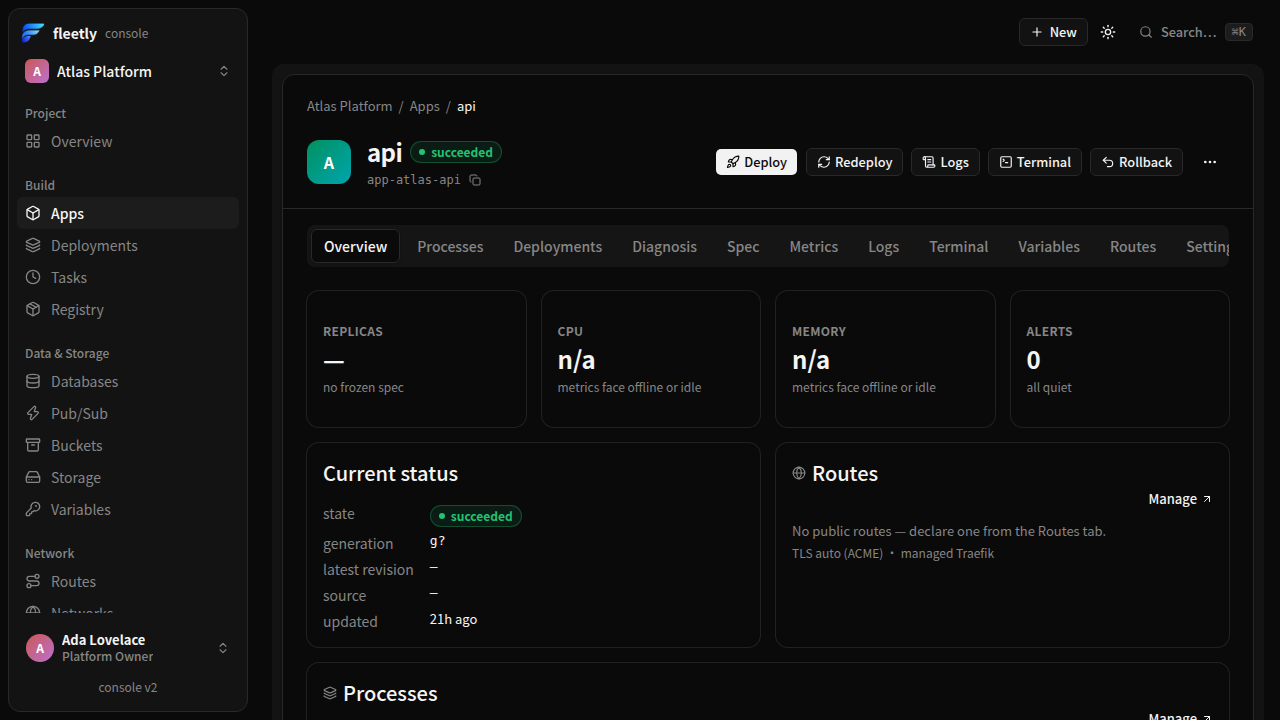 fleetly console
A Atlas Platform
Project
Overview
Build
Apps
Deployments
Tasks
Registry
Data & Storage
Databases
Pub/Sub
Buckets
Storage
Variables
Network
Routes
Networks
A Ada Lovelace
Platform Owner
console v2
New
Search… ⌘K
Atlas Platform / Apps / api
A
api succeeded
app-atlas-api
Deploy Redeploy Logs Terminal Rollback
Overview Processes Deployments Diagnosis Spec Metrics Logs Terminal Variables Routes Setting
REPLICAS
—
no frozen spec
CPU
n/a
metrics face offline or idle
MEMORY
n/a
metrics face offline or idle
ALERTS
0
all quiet
Current status
state succeeded
generation g?
latest revision —
source —
updated 21h ago
Routes
Manage
No public routes — declare one from the Routes tab.
TLS auto (ACME) • managed Traefik
Processes
Manage